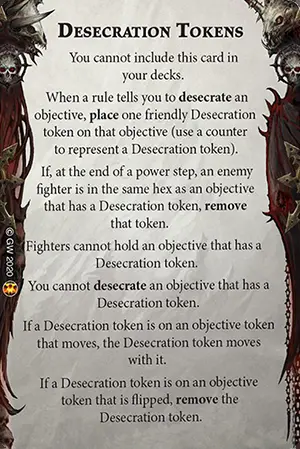 DESECRATION TOKENS
You cannot include this card in
your decks.
When a rule tells you to desecrate an
objective, place one friendly Desecration
token on that objective (use a counter
to represent a Desecration token).
If, at the end of a power step, an enemy
fighter is in the same hex as an objective
that has a Desecration token, remove
that token.
Fighters cannot hold an objective that has a
Desecration token.
You cannot desecrate an objective that has a
Desecration token.
If a Desecration token is on an objective token
that moves, the Desecration token moves
with it.
If a Desecration token is on an objective
token that is flipped, remove the
Desecration token.
© GW 2020